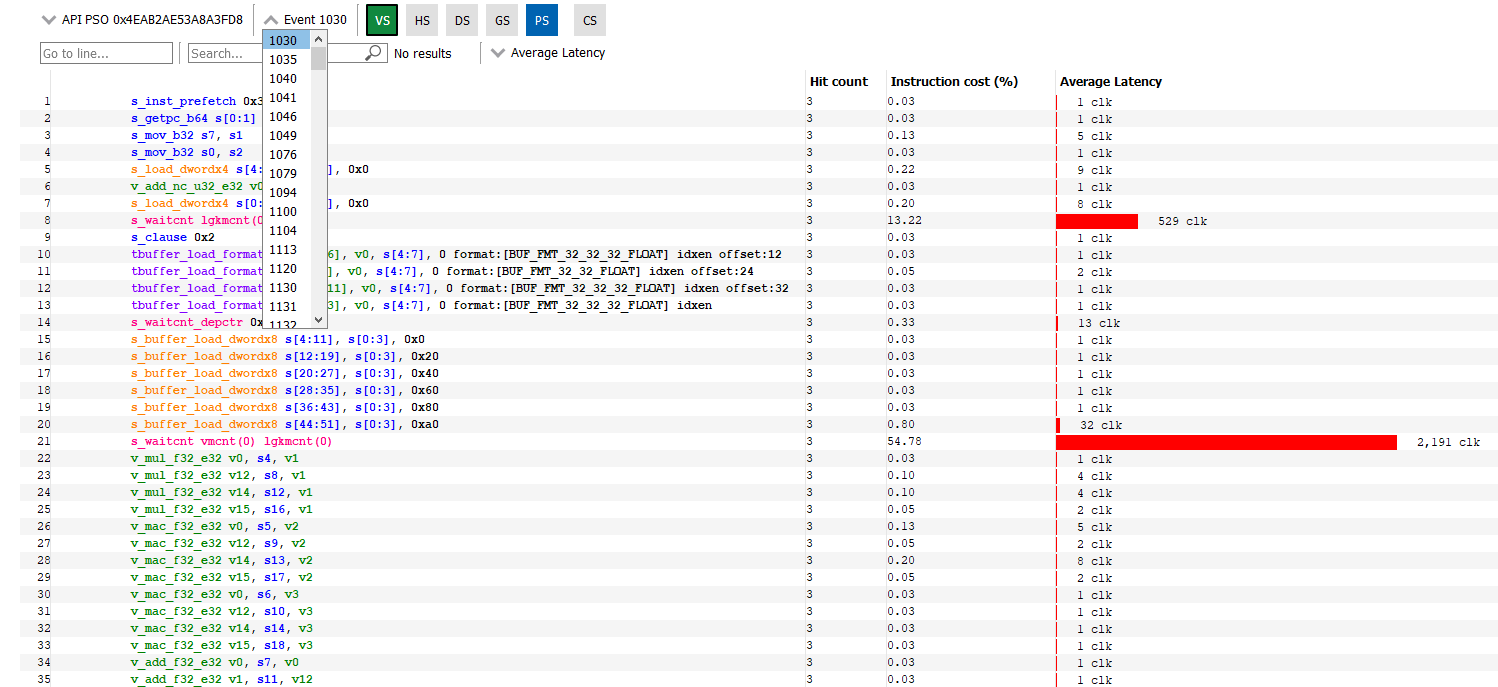 API PSO 0x4EAB2AE53A8A3FD8 Event 1030 VS HS DS GS PS CS
Go to line... Search... No results Average Latency
1030
1035
1040
1041
1046
1049
1076
1079
1094
1100
1104
1113
1120
1130
1131
1132
Hit count Instruction cost (%) Average Latency
1 s_inst_prefetch 0x3 3 0.03 1 clk
2 s_getpc_b64 s[0:1] 3 0.03 1 clk
3 s_mov_b32 s7, s1 3 0.13 5 clk
4 s_mov_b32 s0, s2 3 0.03 1 clk
5 s_load_dwordx4 s[4: ], 0x0 3 0.22 9 clk
6 v_add_nc_u32_e32 v0 3 0.03 1 clk
7 s_load_dwordx4 s[0: ], 0x0 3 0.20 8 clk
8 s_waitcnt lgkmcnt(0 3 13.22 529 clk
9 s_clause 0x2 3 0.03 1 clk
10 tbuffer_load_format 6], v0, s[4:7], 0 format:[BUF_FMT_32_32_32_FLOAT] idxen offset:12 3 0.03 1 clk
11 tbuffer_load_format ], v0, s[4:7], 0 format:[BUF_FMT_32_32_32_FLOAT] idxen offset:24 3 0.05 2 clk
12 tbuffer_load_format 11], v0, s[4:7], 0 format:[BUF_FMT_32_32_32_FLOAT] idxen offset:32 3 0.03 1 clk
13 tbuffer_load_format 3], v0, s[4:7], 0 format:[BUF_FMT_32_32_32_FLOAT] idxen 3 0.03 1 clk
14 s_waitcnt_depctr 0x 3 0.33 13 clk
15 s_buffer_load_dwordx8 s[4:11], s[0:3], 0x0 3 0.03 1 clk
16 s_buffer_load_dwordx8 s[12:19], s[0:3], 0x20 3 0.03 1 clk
17 s_buffer_load_dwordx8 s[20:27], s[0:3], 0x40 3 0.03 1 clk
18 s_buffer_load_dwordx8 s[28:35], s[0:3], 0x60 3 0.03 1 clk
19 s_buffer_load_dwordx8 s[36:43], s[0:3], 0x80 3 0.03 1 clk
20 s_buffer_load_dwordx8 s[44:51], s[0:3], 0xa0 3 0.80 32 clk
21 s_waitcnt vmcnt(0) lgkmcnt(0) 3 54.78 2,191 clk
22 v_mul_f32_e32 v0, s4, v1 3 0.03 1 clk
23 v_mul_f32_e32 v12, s8, v1 3 0.10 4 clk
24 v_mul_f32_e32 v14, s12, v1 3 0.10 4 clk
25 v_mul_f32_e32 v15, s16, v1 3 0.05 2 clk
26 v_mac_f32_e32 v0, s5, v2 3 0.13 5 clk
27 v_mac_f32_e32 v12, s9, v2 3 0.05 2 clk
28 v_mac_f32_e32 v14, s13, v2 3 0.20 8 clk
29 v_mac_f32_e32 v15, s17, v2 3 0.05 2 clk
30 v_mac_f32_e32 v0, s6, v3 3 0.03 1 clk
31 v_mac_f32_e32 v12, s10, v3 3 0.03 1 clk
32 v_mac_f32_e32 v14, s14, v3 3 0.03 1 clk
33 v_mac_f32_e32 v15, s18, v3 3 0.03 1 clk
34 v_add_f32_e32 v0, s7, v0 3 0.03 1 clk
35 v_add_f32_e32 v1, s11, v12 3 0.03 1 clk